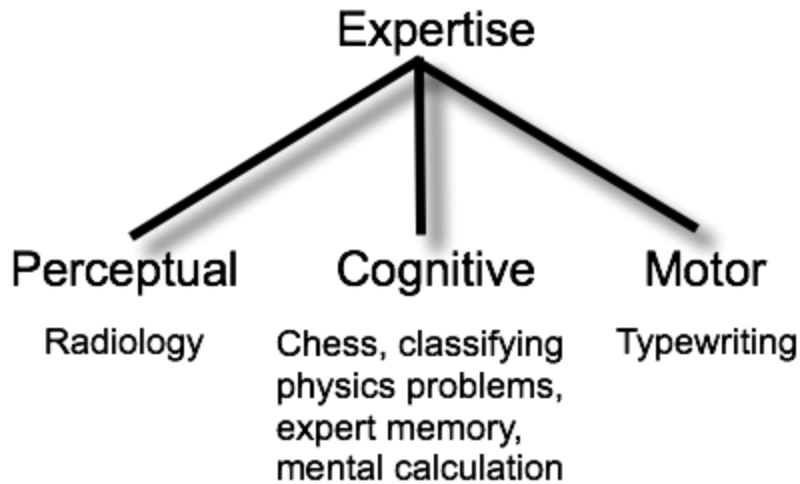 Expertise
Perceptual
Cognitive
Motor
Radiology
Chess, classifying
physics problems,
expert memory,
mental calculation
Typewriting